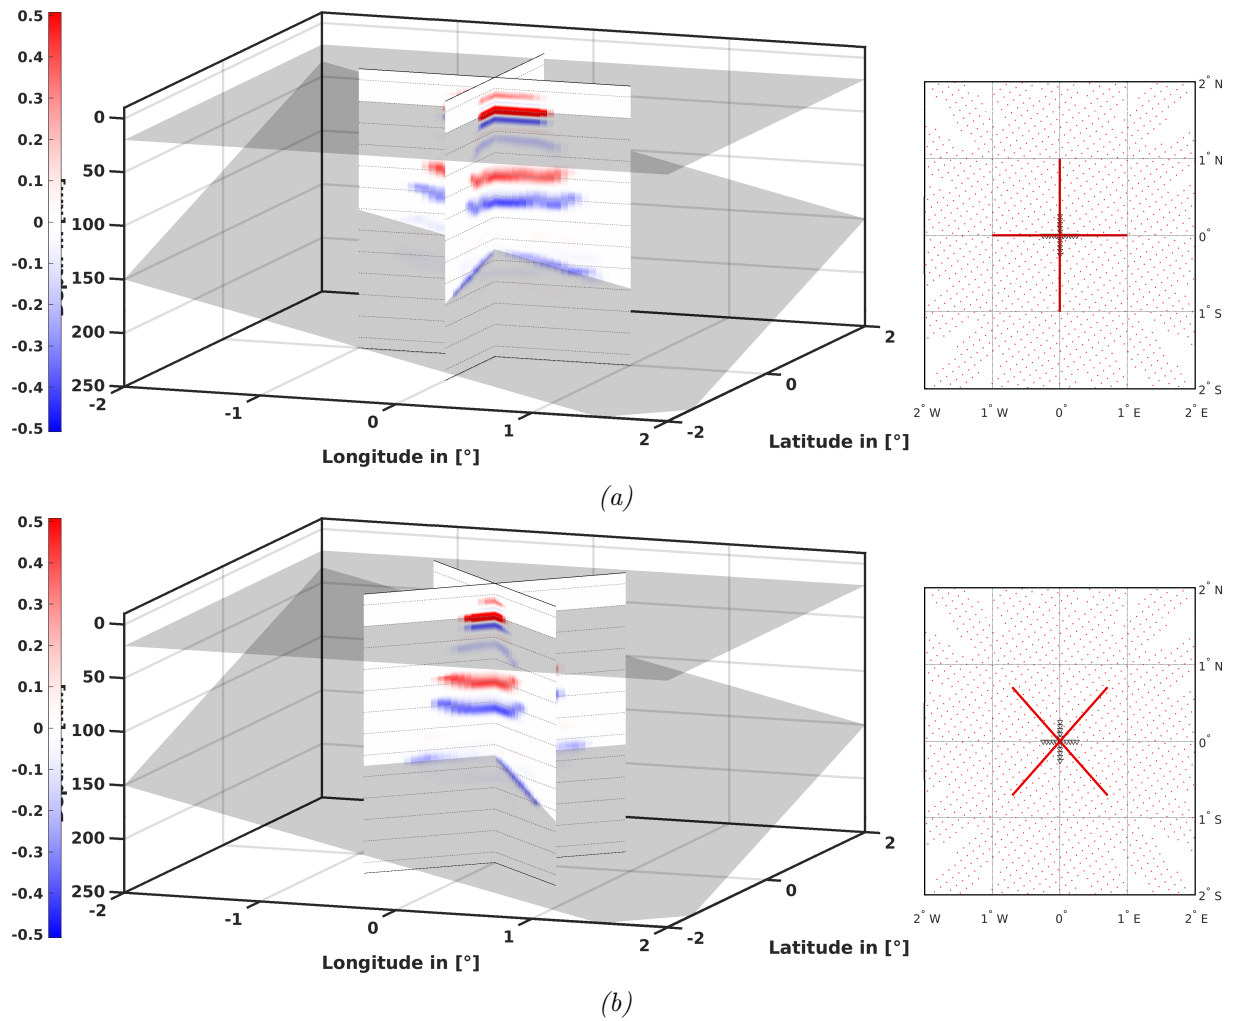 0.5
0.4
0.3
0.2
0.1
0
-0.1
-0.2
-0.3
-0.4
-0.5
0
50
100
150
200
250
-2
-1
0
1
2
-2
0
2
Longitude in [°]
Latitude in [°]
2° N
1° N
0°
1° S
2° S
2° W
1° W
0°
1° E
2° E
(a)
0.5
0.4
0.3
0.2
0.1
0
-0.1
-0.2
-0.3
-0.4
-0.5
0
50
100
150
200
250
-2
-1
0
1
2
-2
0
2
Longitude in [°]
Latitude in [°]
2° N
1° N
0°
1° S
2° S
2° W
1° W
0°
1° E
2° E
(b)